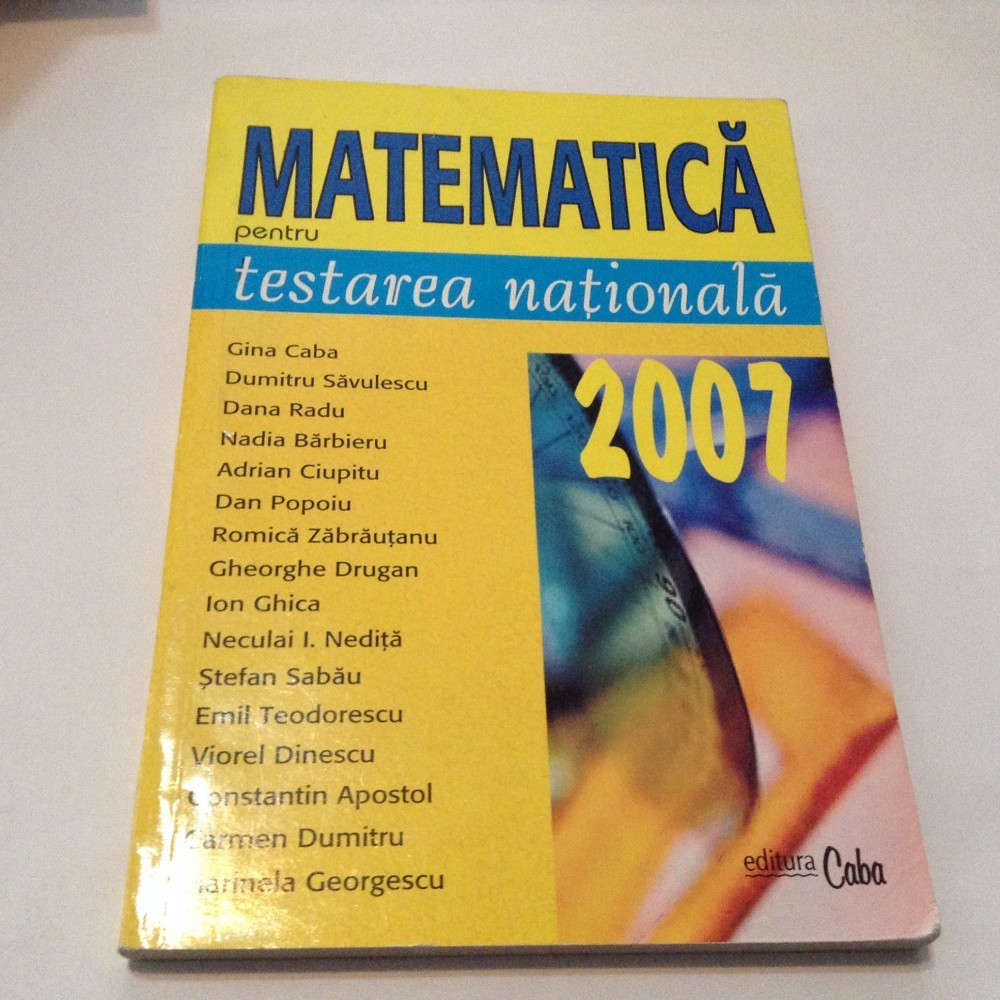 MATEMATICĂ
pentru
testarea națională
2007
Gina Caba
Dumitru Săvulescu
Dana Radu
Nadia Bărbieru
Adrian Ciupitu
Dan Popoiu
Romică Zăbrăuțanu
Gheorghe Drugan
Ion Ghica
Neculai I. Nediță
Ștefan Sabău
Emil Teodorescu
Viorel Dinescu
Constantin Apostol
Carmen Dumitru
Marinela Georgescu
editura Caba